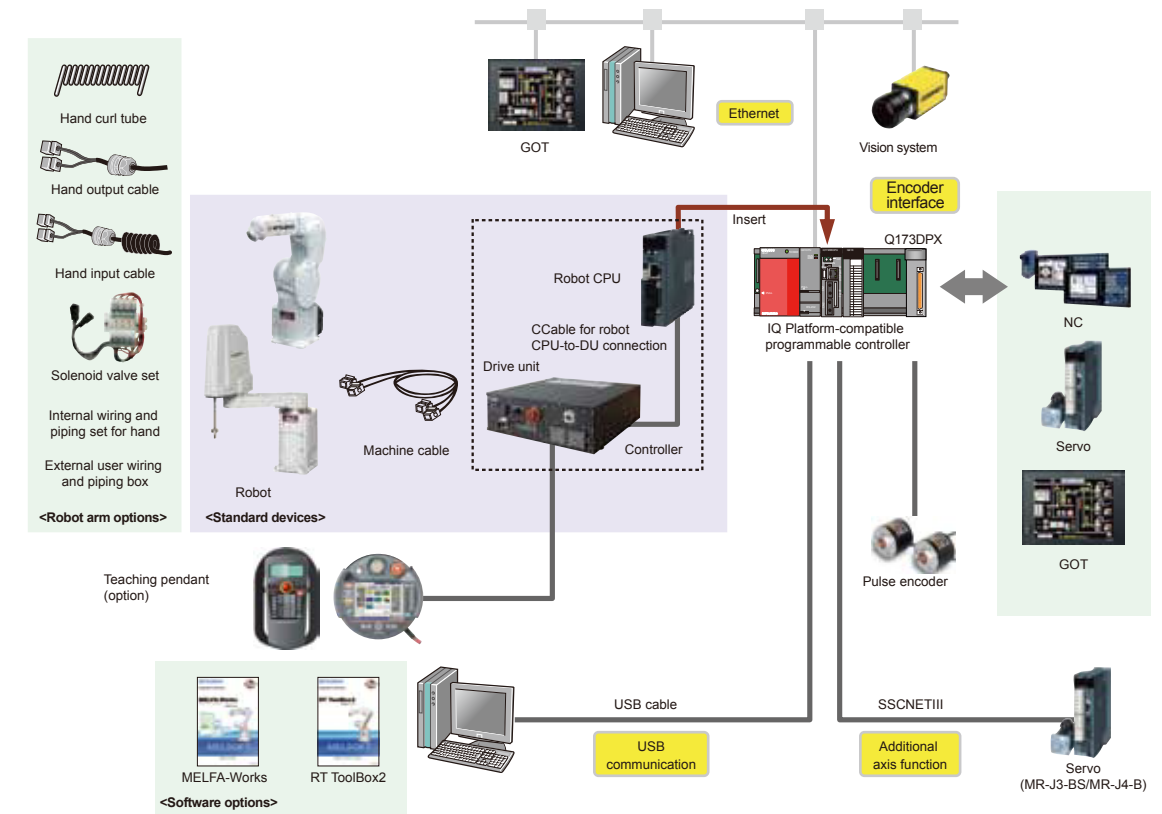 Hand curl tube
Hand output cable
Hand input cable
Solenoid valve set
Internal wiring and
piping set for hand
External user wiring
and piping box
<Robot arm options>
GOT
Ethernet
Vision system
Encoder
interface
Insert
Q173DPX
Robot CPU
IQ Platform-compatible
programmable controller
CCable for robot
CPU-to-DU connection
Drive unit
Machine cable
Controller
Robot
<Standard devices>
NC
Servo
GOT
Pulse encoder
Teaching pendant
(option)
MELFA-Works
RT ToolBox2
MELFA-Works
RT ToolBox2
<Software options>
USB cable
USB
communication
SSCNETIII
Additional
axis function
Servo
(MR-J3-BS/MR-J4-B)